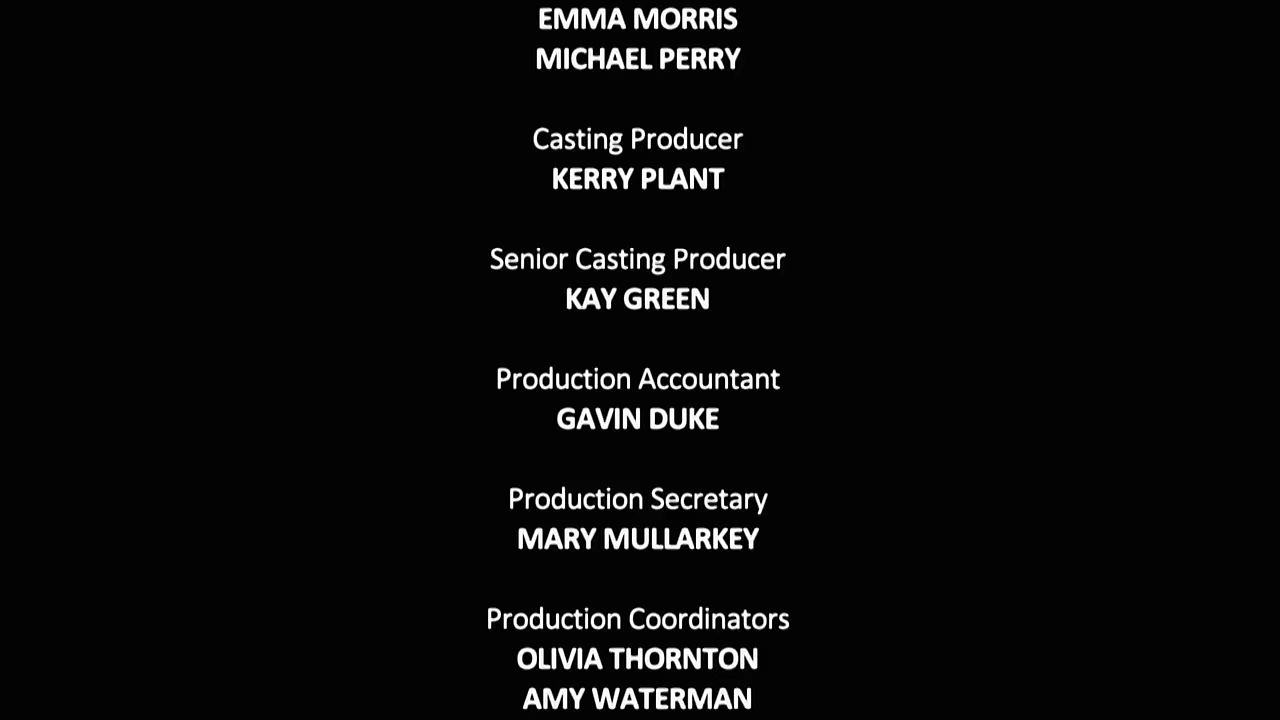 EMMA MORRIS
MICHAEL PERRY
Casting Producer
KERRY PLANT
Senior Casting Producer
KAY GREEN
Production Accountant
GAVIN DUKE
Production Secretary
MARY MULLARKEY
Production Coordinators
OLIVIA THORNTON
AMY WATERMAN